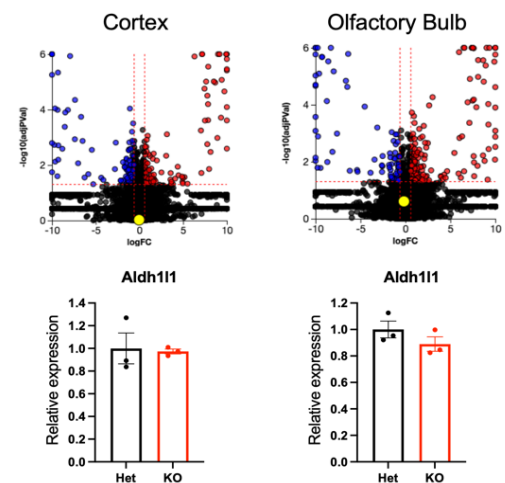 Cortex
Olfactory Bulb
6
4
2
0
-10
-5
0
5
10
-log10(adjPVal)
logFC
6
4
2
0
-10
-5
0
5
10
-log10(adjPVal)
logFC
Aldh1l1
1.4
1.2
1.0
0.8
0.6
0.4
0.2
0.0
Relative expression
Het
KO
Aldh1l1
1.2
1.0
0.8
0.6
0.4
0.2
0.0
Relative expression
Het
KO